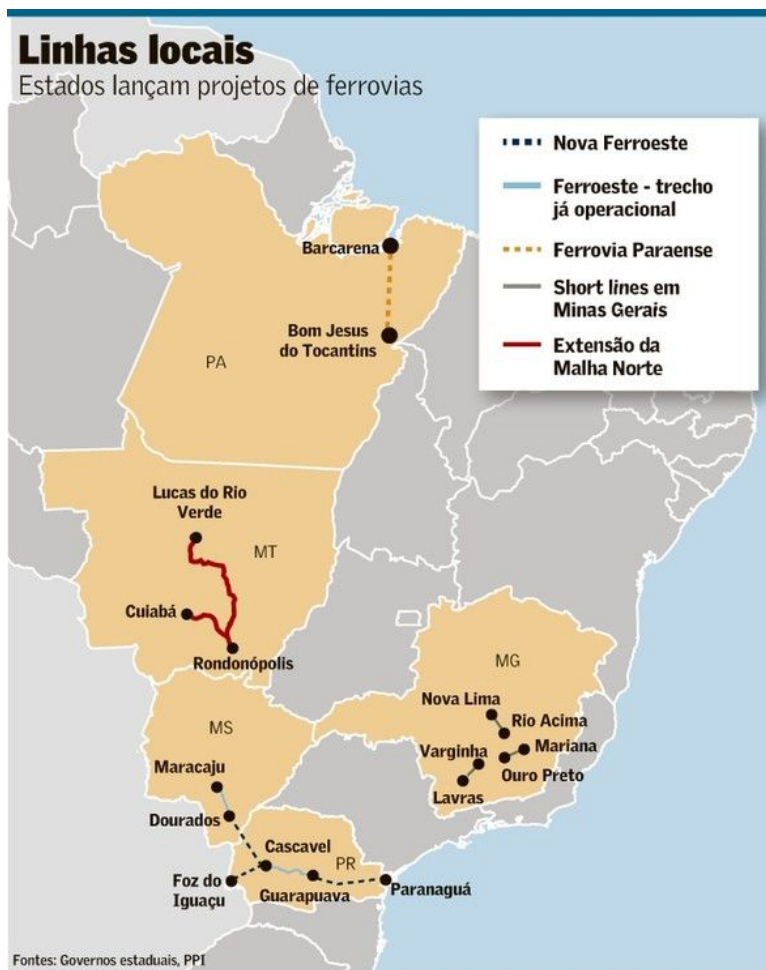 Linhas locais
Estados lançam projetos de ferrovias
Nova Ferroeste
Ferroeste - trecho
já operacional
Ferrovia Paraense
Short lines em
Minas Gerais
Extensão da
Malha Norte
Barcarena
Bom Jesus
do Tocantins
PA
Lucas do Rio
Verde
MT
Cuiabá
Rondonópolis
MG
Nova Lima
Rio Acima
Mariana
Varginha
Ouro Preto
Lavras
MS
Maracaju
Dourados
Cascavel
PR
Foz do
Iguaçu
Guarapuava
Paranaguá
Fontes: Governos estaduais, PPI